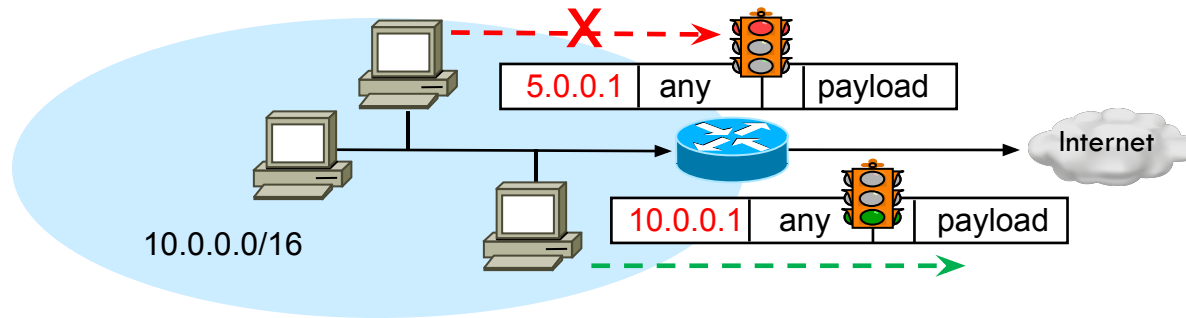 X
5.0.0.1 any payload
Internet
10.0.0.1 any payload
10.0.0.0/16